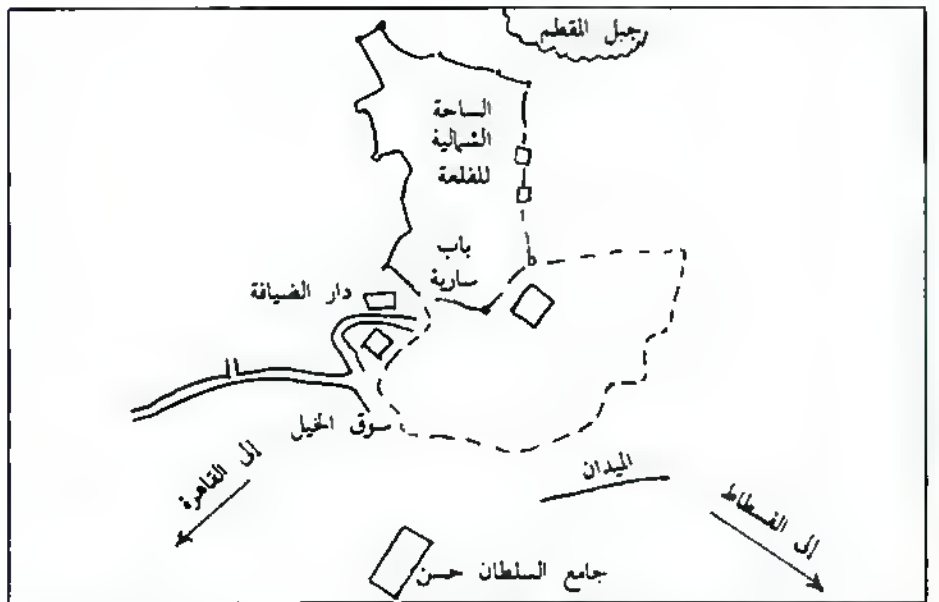 جبل المقطم
الساحة
الشمالية
للقلعة
باب
سارية
دار الضيافة
سوق الخيل
إلى القاهرة
الميدان
إلى الفسطاط
جامع السلطان حسن